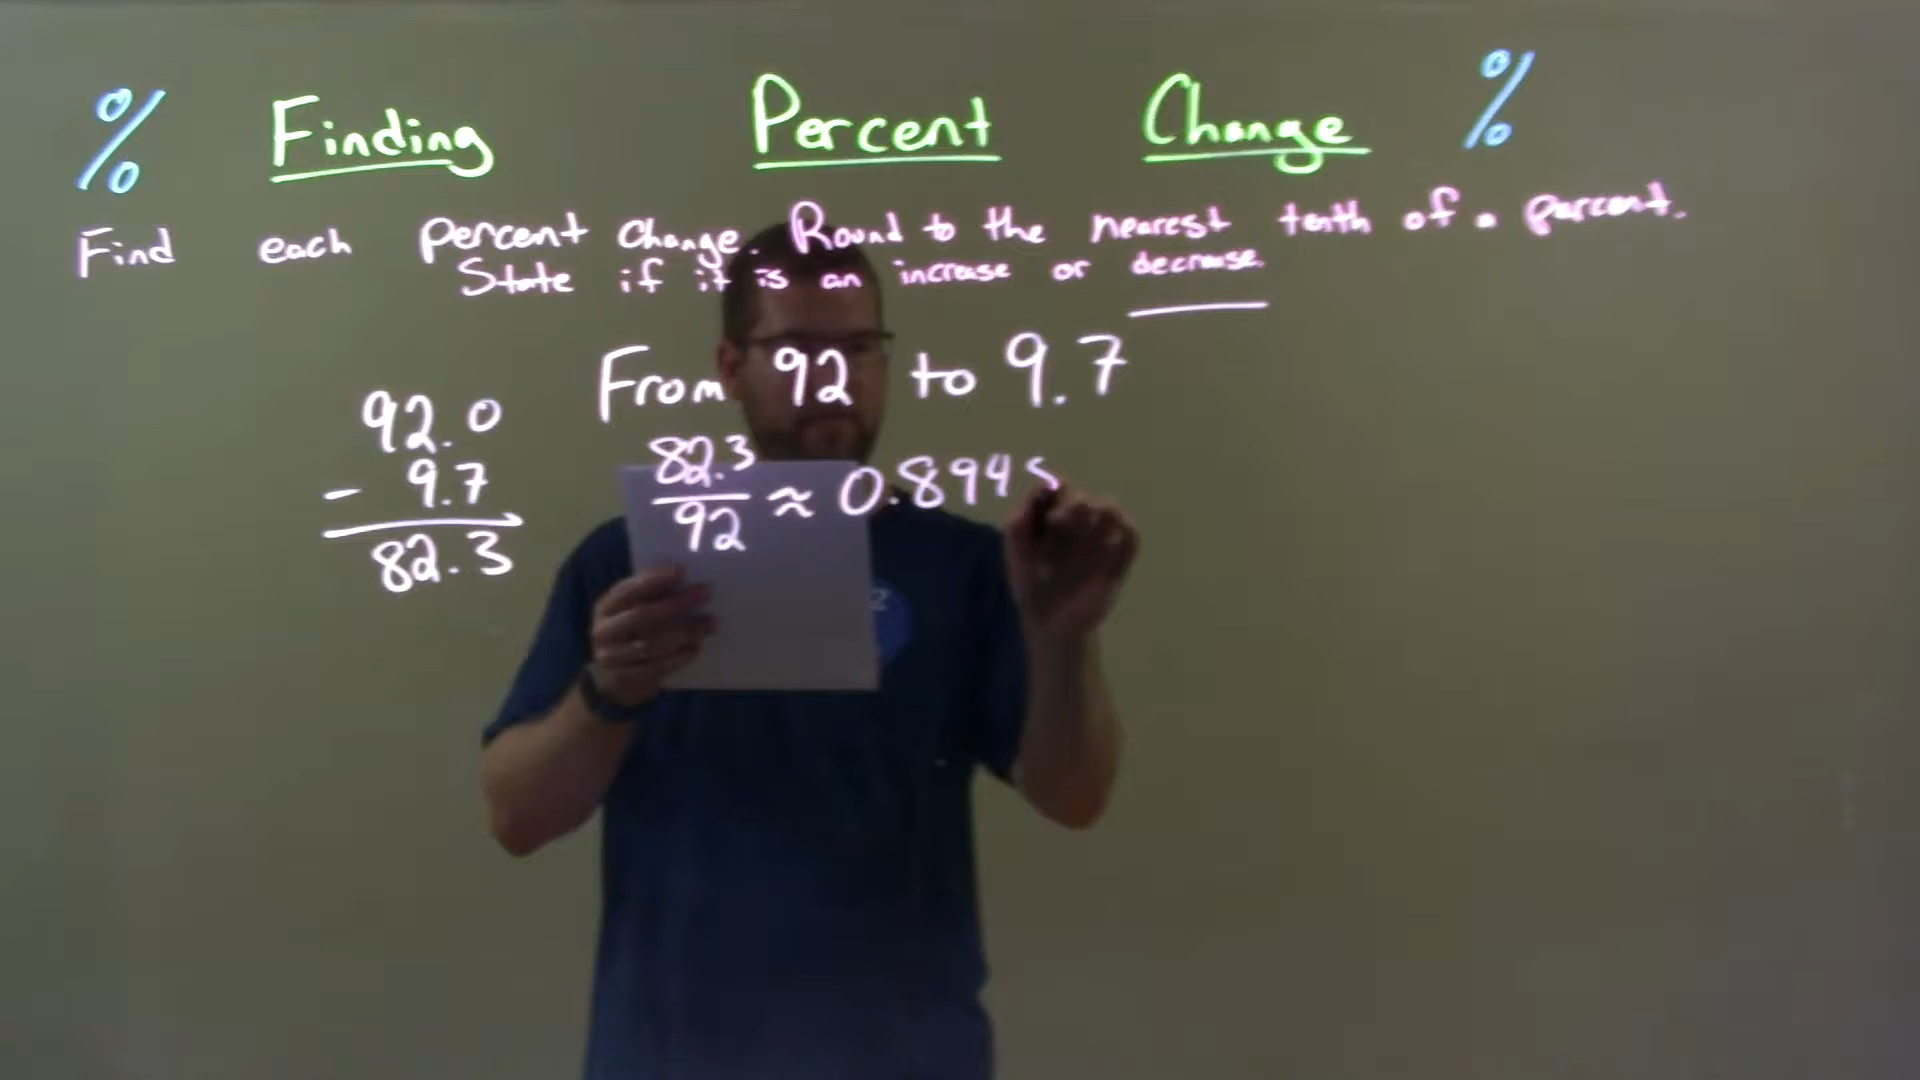 % Finding Percent Change %
Find each percent change. Round to the nearest tenth of a percent.
State if it is an increase or decrease.
From 92 to 9.7
92.0
- 9.7
82.3
82.3
92
≈ 0.8945